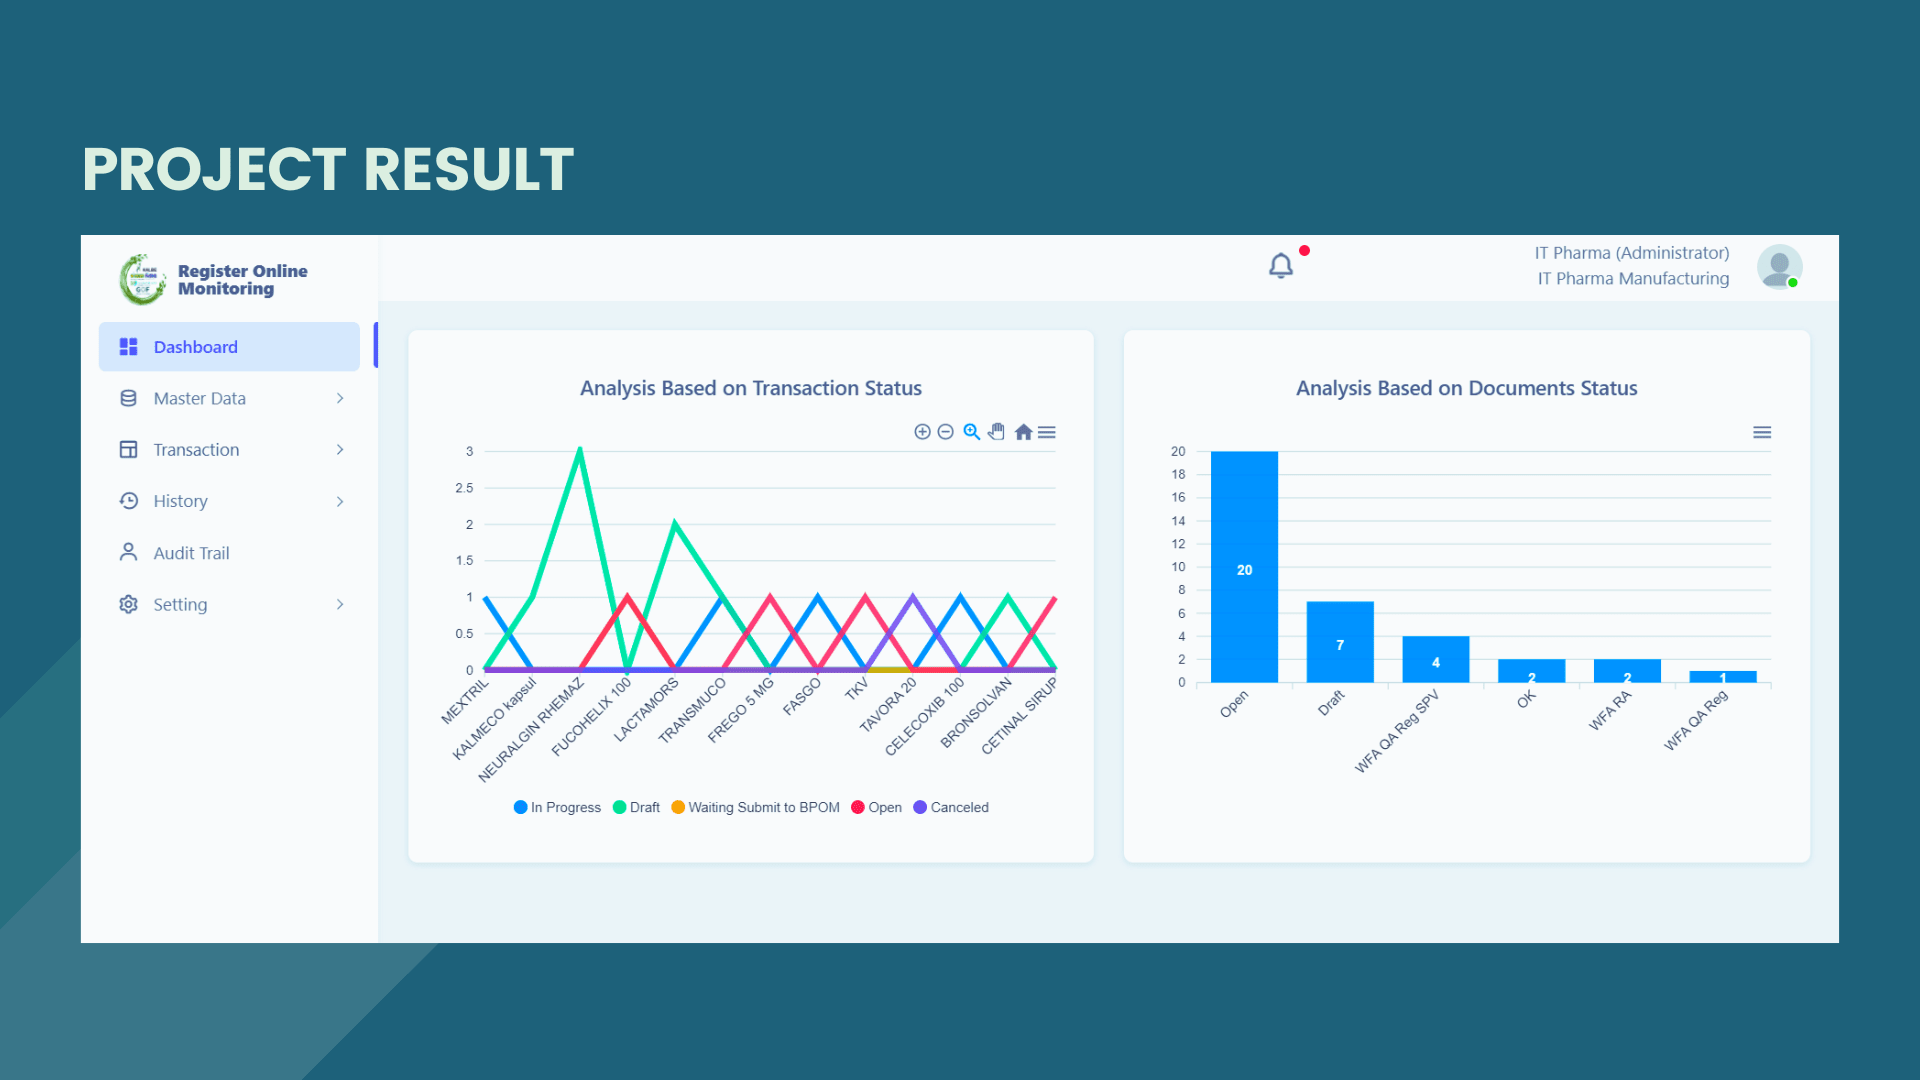 PROJECT RESULT
Register Online
Monitoring
IT Pharma (Administrator)
IT Pharma Manufacturing
Dashboard
Master Data
Transaction
History
Audit Trail
Setting
Analysis Based on Transaction Status
3
2.5
2
1.5
1
0.5
0
MEXTRIL
KALMECO kapsul
NEURALGIN RHEMAZ
FUCOHELIX 100
LACTAMORS
TRANSMUCO
FREGO 5 MG
FASGO
TKV
TAVORA 20
CELECOXIB 100
BRONSOLVAN
CETINAL SIRUP
In Progress Draft Waiting Submit to BPOM Open Canceled
Analysis Based on Documents Status
20
18
16
14
12
10
8
6
4
2
0
20
7
4
2
2
1
Open
Draft
WFA QA Reg SPV
OK
WFA RA
WFA QA Reg